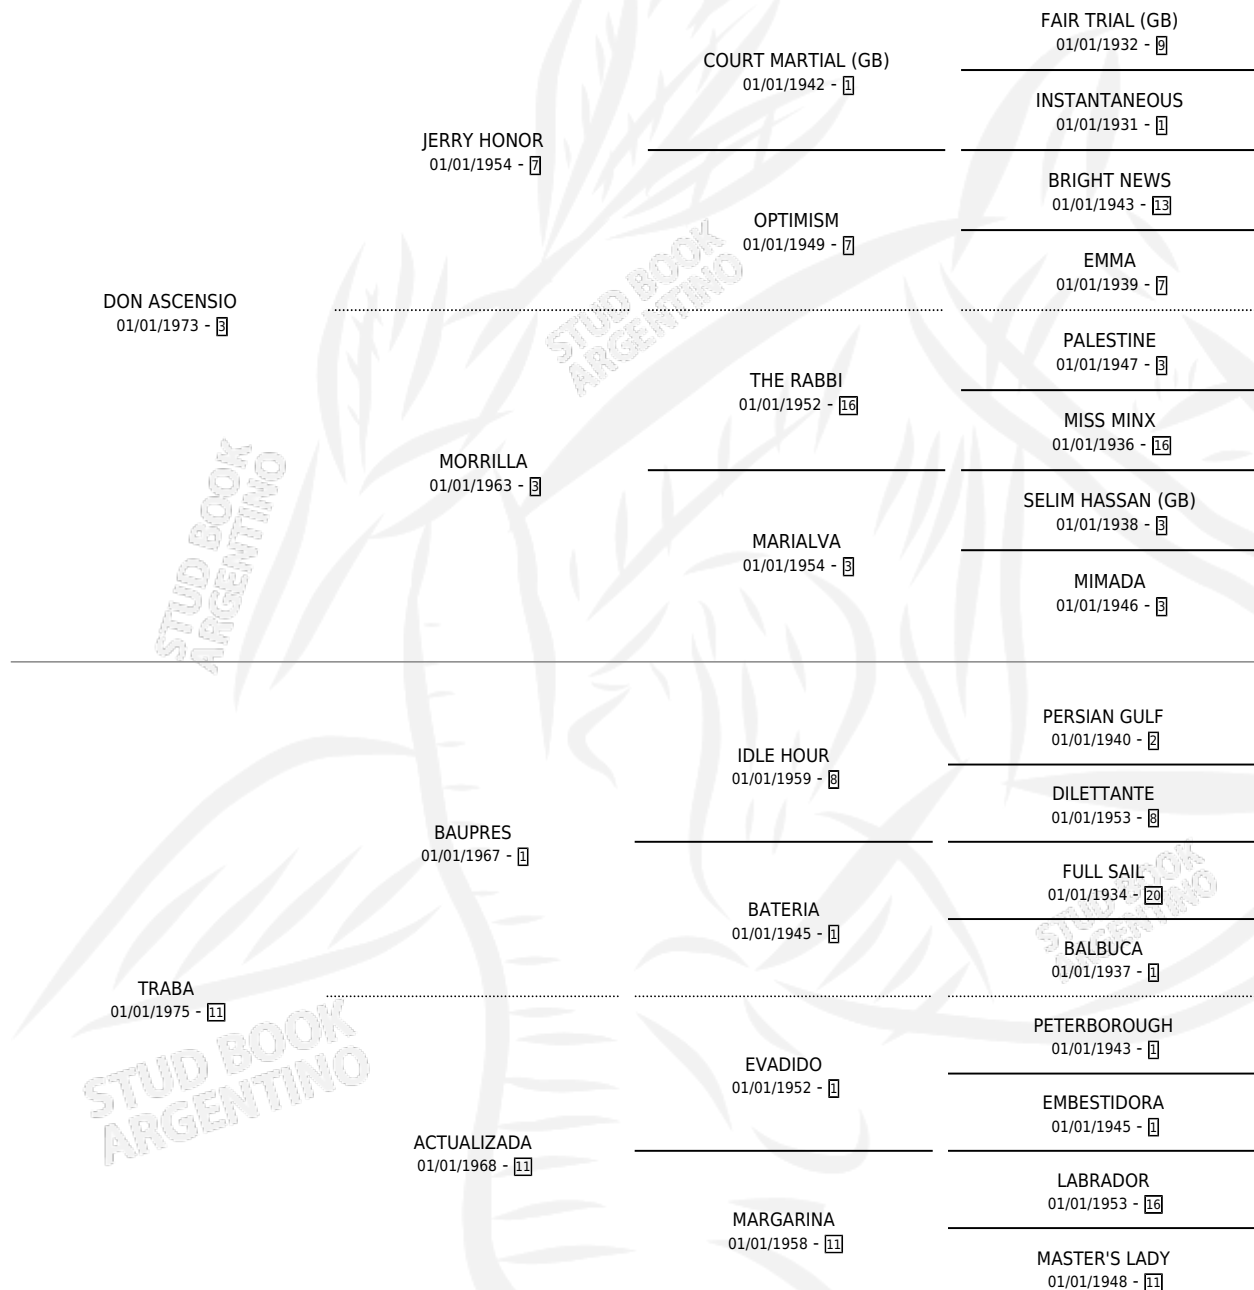 FAIR TRIAL (GB)
01/01/1932 - 9
COURT MARTIAL (GB)
01/01/1942 - 1
INSTANTANEOUS
01/01/1931 - 1
JERRY HONOR
01/01/1954 - 7
BRIGHT NEWS
01/01/1943 - 13
OPTIMISM
01/01/1949 - 7
EMMA
01/01/1939 - 7
DON ASCENSIO
01/01/1973 - 3
PALESTINE
01/01/1947 - 3
THE RABBI
01/01/1952 - 16
MISS MINX
01/01/1936 - 16
MORRILLA
01/01/1963 - 3
SELIM HASSAN (GB)
01/01/1938 - 3
MARIALVA
01/01/1954 - 3
MIMADA
01/01/1946 - 3
STUD BOOK
ARGENTINO
STUD BOOK
ARGENTINO
PERSIAN GULF
01/01/1940 - 2
IDLE HOUR
01/01/1959 - 8
DILETTANTE
01/01/1953 - 8
BAUPRES
01/01/1967 - 1
FULL SAIL
01/01/1934 - 20
BATERIA
01/01/1945 - 1
BALBUCA
01/01/1937 - 1
STUD BOOK
ARGENTINO
TRABA
01/01/1975 - 11
PETERBOROUGH
01/01/1943 - 1
EVADIDO
01/01/1952 - 1
EMBESTIDORA
01/01/1945 - 1
STUD BOOK
ARGENTINO
ACTUALIZADA
01/01/1968 - 11
LABRADOR
01/01/1953 - 16
MARGARINA
01/01/1958 - 11
MASTER'S LADY
01/01/1948 - 11